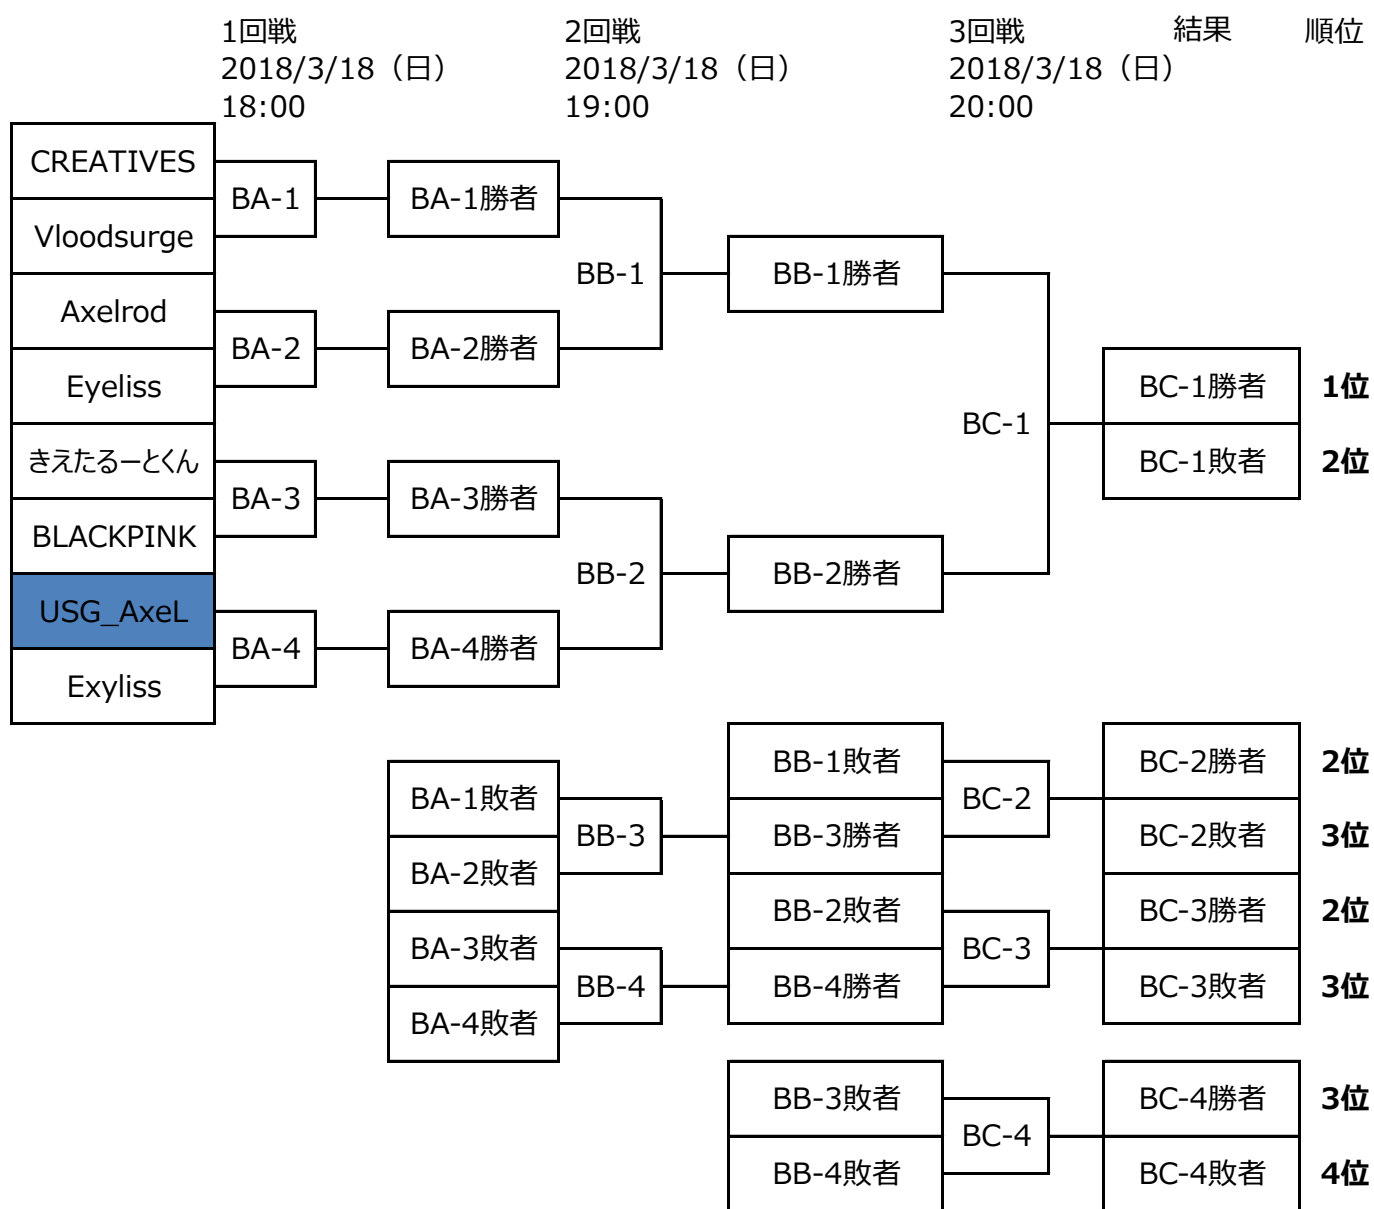 1回戦
2018/3/18（日）
18:00
2回戦
2018/3/18（日）
19:00
3回戦
2018/3/18（日）
20:00
結果
順位
CREATIVES
Vloodsurge
Axelrod
Eyeliss
きえたるーとくん
BLACKPINK
USG_AxeL
Exyliss
BA-1
BA-2
BA-3
BA-4
BA-1勝者
BA-2勝者
BA-3勝者
BA-4勝者
BB-1
BB-2
BB-1勝者
BB-2勝者
BC-1
BC-1勝者
1位
BC-1敗者
2位
BA-1敗者
BA-2敗者
BA-3敗者
BA-4敗者
BB-3
BB-4
BB-1敗者
BB-3勝者
BB-2敗者
BB-4勝者
BC-2
BC-3
BC-2勝者
2位
BC-2敗者
3位
BC-3勝者
2位
BC-3敗者
3位
BB-3敗者
BB-4敗者
BC-4
BC-4勝者
3位
BC-4敗者
4位